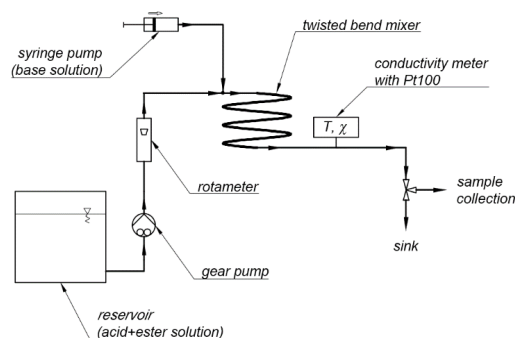 twisted bend mixer
syringe pump
(base solution)
conductivity meter
with Pt100
T, χ
rotameter
sample
collection
sink
gear pump
reservoir
(acid+ester solution)